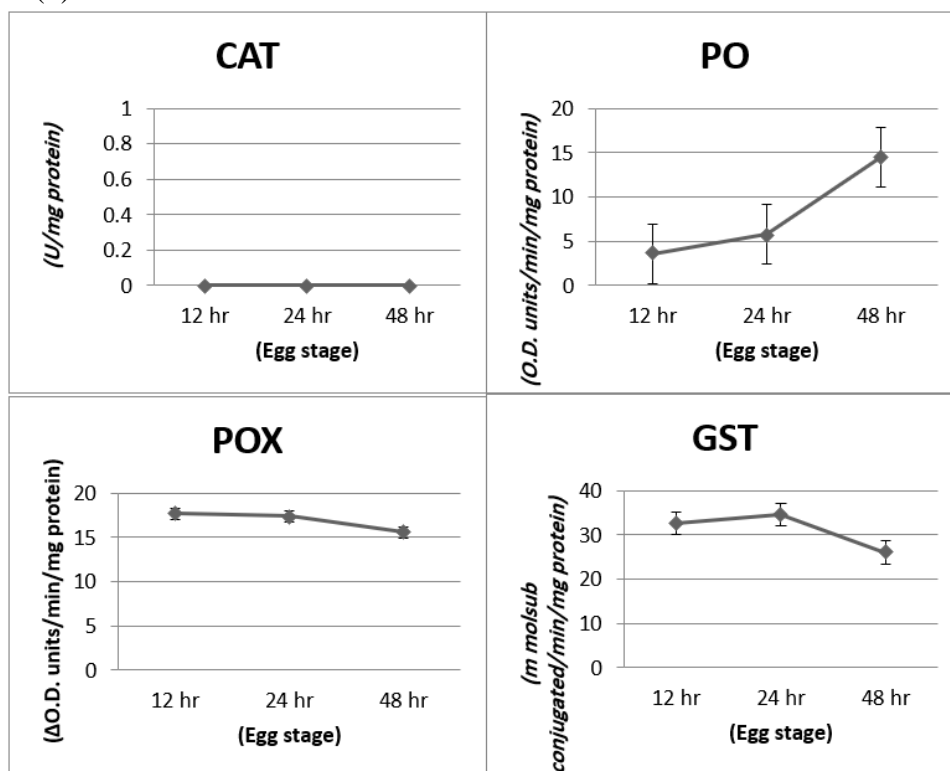 CAT
(U/mg protein)
1
0.8
0.6
0.4
0.2
0
12 hr 24 hr 48 hr
(Egg stage)
PO
(O.D. units/min/mg protein)
20
15
10
5
0
12 hr 24 hr 48 hr
(Egg stage)
POX
(ΔO.D. units/min/mg protein)
20
15
10
5
0
12 hr 24 hr 48 hr
(Egg stage)
GST
(m molsub
conjugated/min/mg protein)
40
30
20
10
0
12 hr 24 hr 48 hr
(Egg stage)